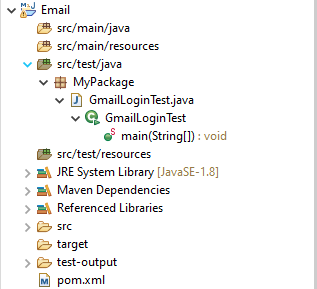 Email
src/main/java
src/main/resources
src/test/java
MyPackage
GmailLoginTest.java
GmailLoginTest
main(String[]) : void
src/test/resources
JRE System Library [JavaSE-1.8]
Maven Dependencies
Referenced Libraries
src
target
test-output
pom.xml